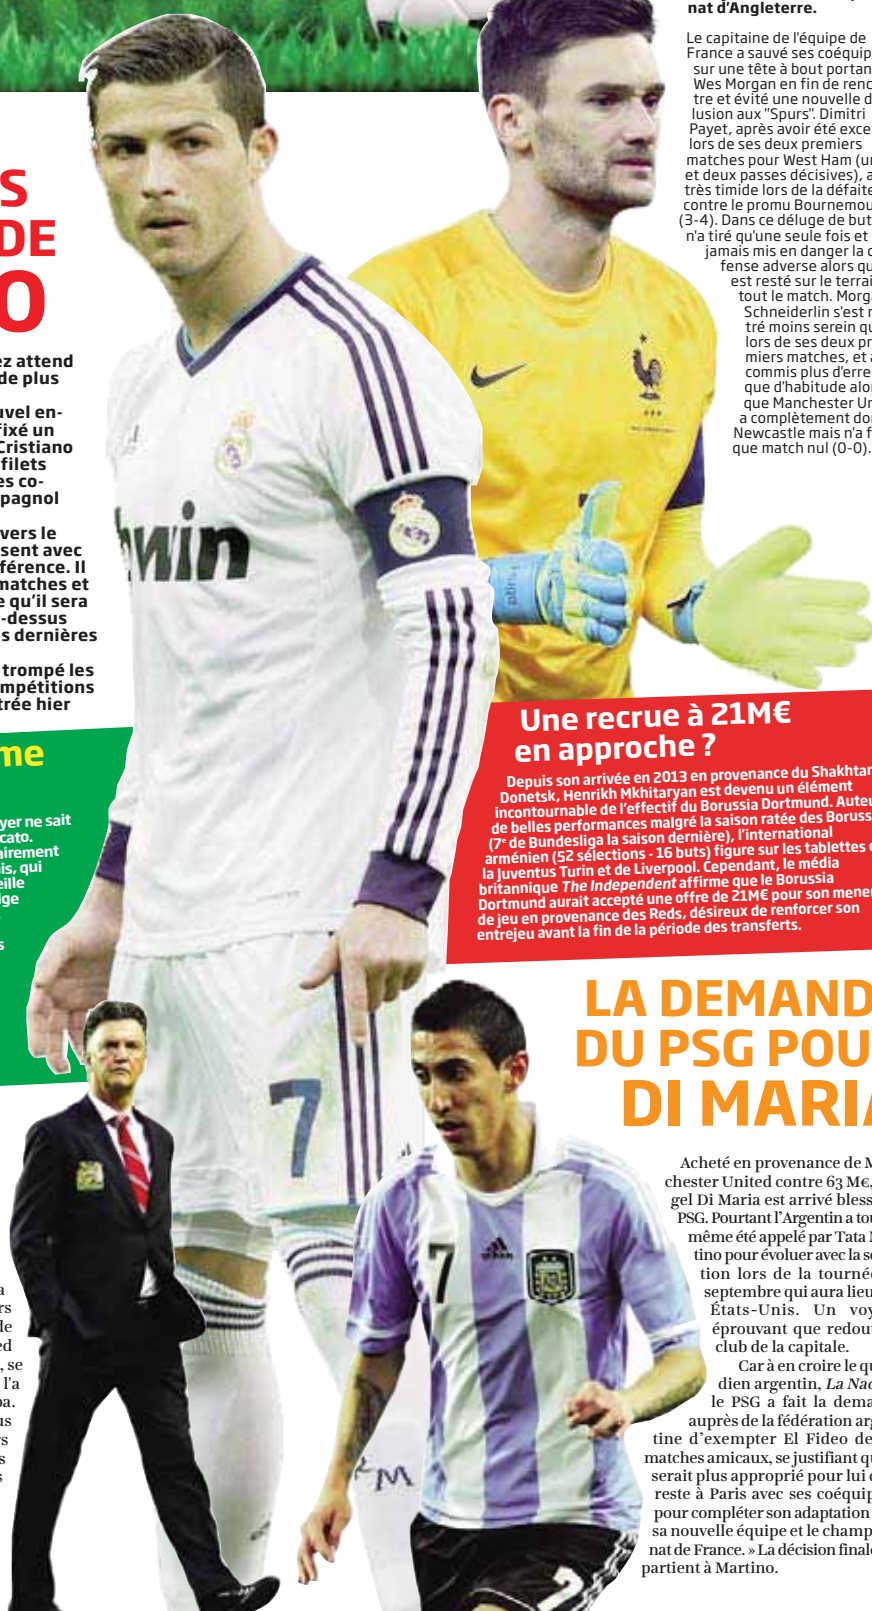 nat d'Angleterre.
Le capitaine de l'équipe de
France a sauvé ses coéquip
sur une tête à bout portan
Wes Morgan en fin de renc
tre et évité une nouvelle d
lusion aux "Spurs". Dimitri
Payet, après avoir été exce
lors de ses deux premiers
matches pour West Ham (u
et deux passes décisives), a
très timide lors de la défaite
contre le promu Bournemou
(3-4). Dans ce déluge de but
n'a tiré qu'une seule fois et
jamais mis en danger la d
fense adverse alors qu
est resté sur le terrai
tout le match. Morg
Schneiderlin s'est
tré moins serein qu
lors de ses deux pr
miers matches, et
commis plus d'erre
que d'habitude alor
que Manchester Un
a complètement do
Newcastle mais n'a f
que match nul (0-0).
S
DE
O
ez attend
de plus
uvel en-
fixé un
Cristiano
filets
es co-
pagnol
vers le
sent avec
férence. Il
matches et
e qu'il sera
-dessus
s dernières
trompé les
mpétitions
trée hier
me
yer ne sait
cato.
airement
is, qui
eille
ige
s
Une recrue à 21M€
en approche ?
Depuis son arrivée en 2013 en provenance du Shakhtar
Donetsk, Henrikh Mkhitaryan est devenu un élément
incontournable de l'effectif du Borussia Dortmund. Auteu
de belles performances malgré la saison ratée des Boruss
(7e de Bundesliga la saison dernière), l'international
arménien (52 sélections - 16 buts) figure sur les tablettes d
la Juventus Turin et de Liverpool. Cependant, le média
britannique The Independent affirme que le Borussia
Dortmund aurait accepté une offre de 21M€ pour son meneu
de jeu en provenance des Reds, désireux de renforcer son
entrejeu avant la fin de la période des transferts.
LA DEMAND
DU PSG POU
DI MARIA
Acheté en provenance de M
chester United contre 63 M€,
gel Di Maria est arrivé bless
PSG. Pourtant l'Argentin a tou
même été appelé par Tata M
tino pour évoluer avec la sé
tion lors de la tournée
septembre qui aura lieu
États-Unis. Un voy
éprouvant que redou
club de la capitale.
Car à en croire le qu
dien argentin, La Nac
le PSG a fait la dema
auprès de la fédération arg
tine d'exempter El Fideo de
matches amicaux, se justifiant qu
serait plus approprié pour lui
reste à Paris avec ses coéquip
pour compléter son adaptation
sa nouvelle équipe et le champ
nat de France. » La décision finale
partient à Martino.
a
rs
de
ed
, se
l'a
ba.
us
rs
s
s
win
7
7
7